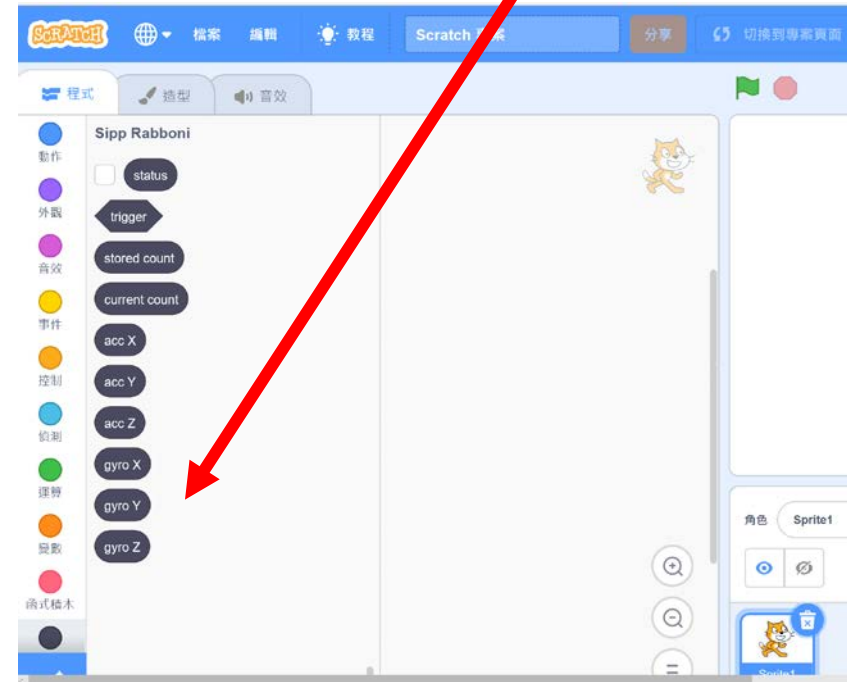 SCRATCH 檔案 編輯 教程 Scratch 分享 切換到專案頁面
程式 造型 音效
動作
外觀
音效
事件
控制
偵測
運算
變數
函式積木
Sipp Rabboni
status
trigger
stored count
current count
acc X
acc Y
acc Z
gyro X
gyro Y
gyro Z
角色 Sprite1
Sprite1